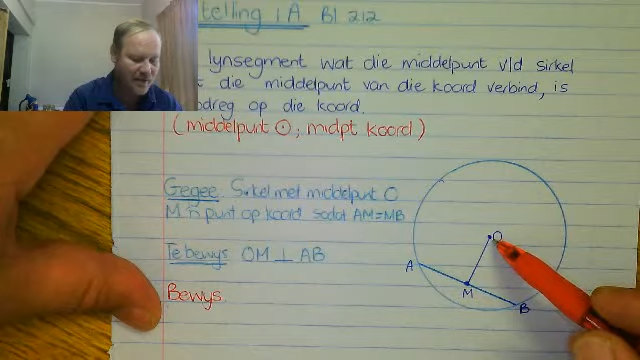 telling 1A Bl 212
lynsegment wat die middelpunt v/d sirkel
die middelpunt van die koord verbind, is
op die koord.
(middelpunt ⊙; midpt koord)
Gegee Sirkel met middelpunt O
M 'n punt op koord sodat AM=MB
Te bewys OM ⊥ AB
Bewys
O
A
M
B